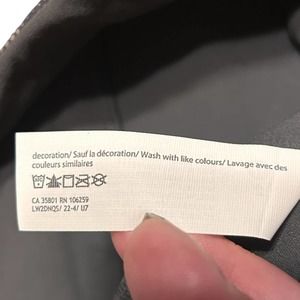 decoration/ Sauf la décoration/ Wash with like colours/ Lavage avec des
couleurs similaires
CA 35801 RN 106259
LW2DNQS/ 22-4/ U7